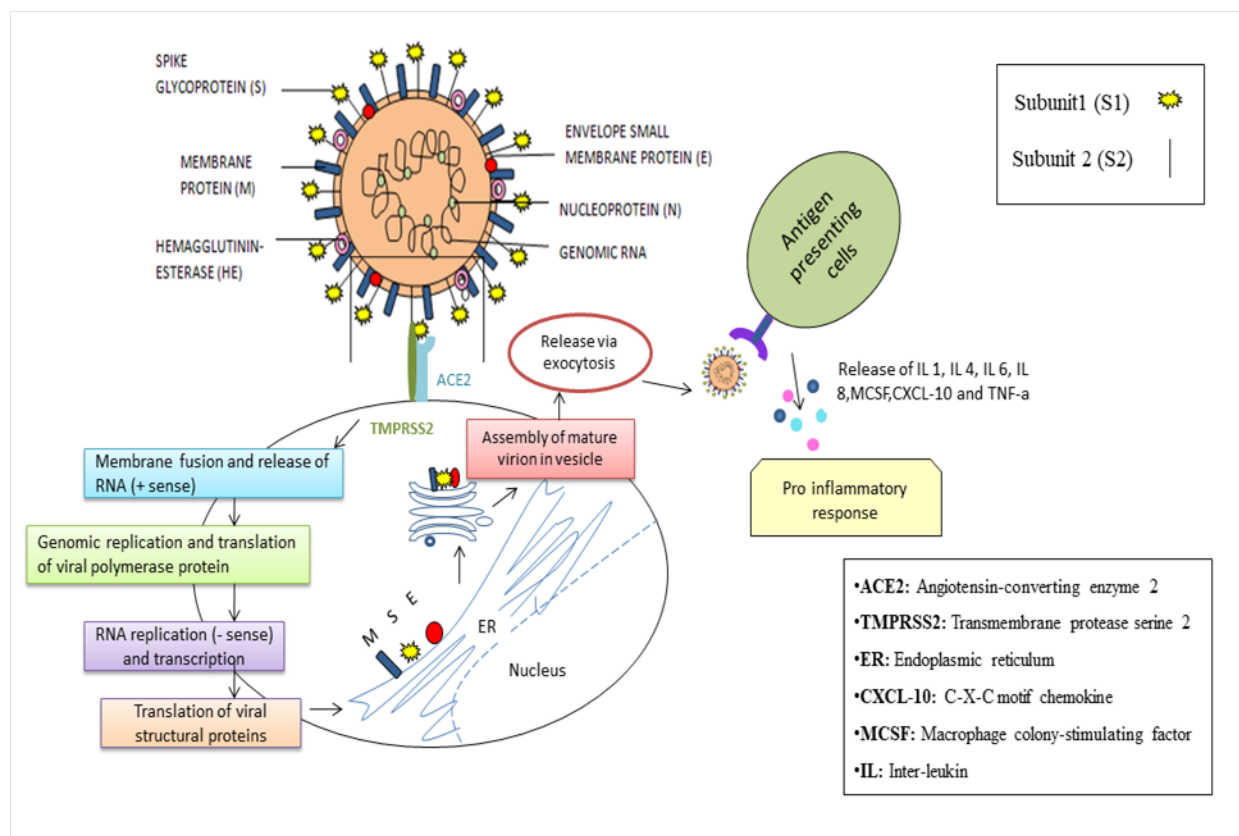 SPIKE
GLYCOPROTEIN (S)
MEMBRANE
PROTEIN (M)
HEMAGGLUTININ-
ESTERASE (HE)
ENVELOPE SMALL
MEMBRANE PROTEIN (E)
NUCLEOPROTEIN (N)
GENOMIC RNA
Subunit1 (S1)
Subunit 2 (S2)
Antigen
presenting
cells
ACE2
TMPRSS2
Release via
exocytosis
Release of IL 1, IL 4, IL 6, IL
8,MCSF,CXCL-10 and TNF-a
Assembly of mature
virion in vesicle
Membrane fusion and release of
RNA (+ sense)
Genomic replication and translation
of viral polymerase protein
RNA replication (- sense)
and transcription
Translation of viral
structural proteins
M S E
ER
Nucleus
Pro inflammatory
response
•ACE2: Angiotensin-converting enzyme 2
•TMPRSS2: Transmembrane protease serine 2
•ER: Endoplasmic reticulum
•CXCL-10: C-X-C motif chemokine
•MCSF: Macrophage colony-stimulating factor
•IL: Inter-leukin